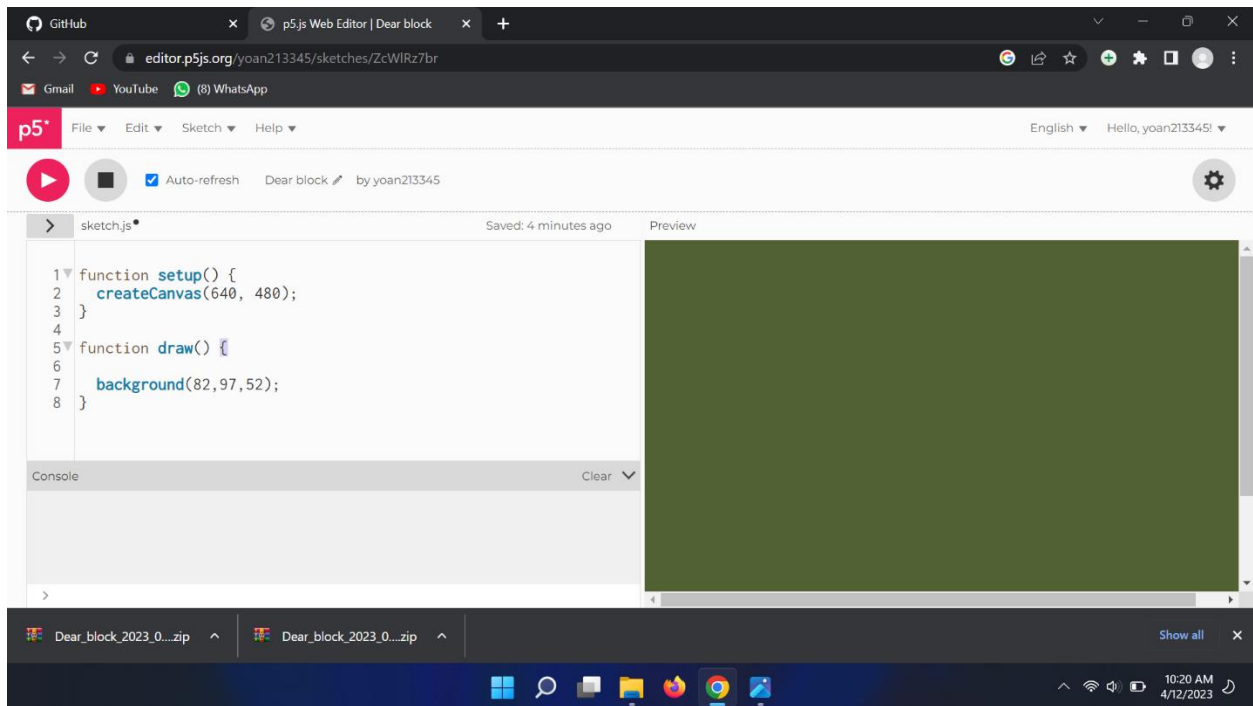 GitHub
p5.js Web Editor | Dear block
editor.p5js.org/yoan213345/sketches/ZcWlRz7br
Gmail YouTube (8) WhatsApp
p5* File Edit Sketch Help English Hello, yoan213345!
Auto-refresh Dear block by yoan213345
sketch.js Saved: 4 minutes ago Preview
1 function setup() {
2 createCanvas(640, 480);
3 }
4
5 function draw() {
6
7 background(82,97,52);
8 }
Console Clear
>
Dear_block_2023_0....zip Dear_block_2023_0....zip Show all
10:20 AM
4/12/2023